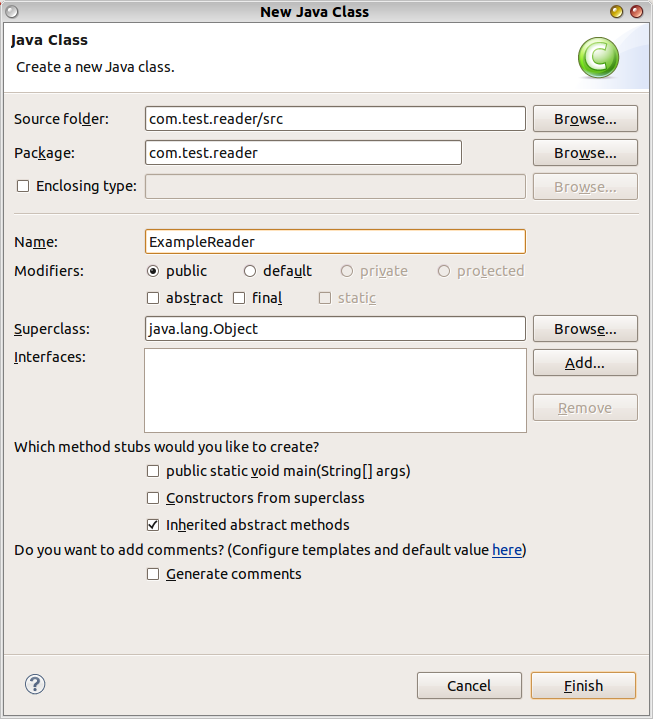 New Java Class
Java Class
Create a new Java class.
C
Source folder: com.test.reader/src Browse...
Package: com.test.reader Browse...
Enclosing type: Browse...
Name: ExampleReader
Modifiers: public default private protected
abstract final static
Superclass: java.lang.Object Browse...
Interfaces: Add...
Remove
Which method stubs would you like to create?
public static void main(String[] args)
Constructors from superclass
Inherited abstract methods
Do you want to add comments? (Configure templates and default value here)
Generate comments
? Cancel Finish